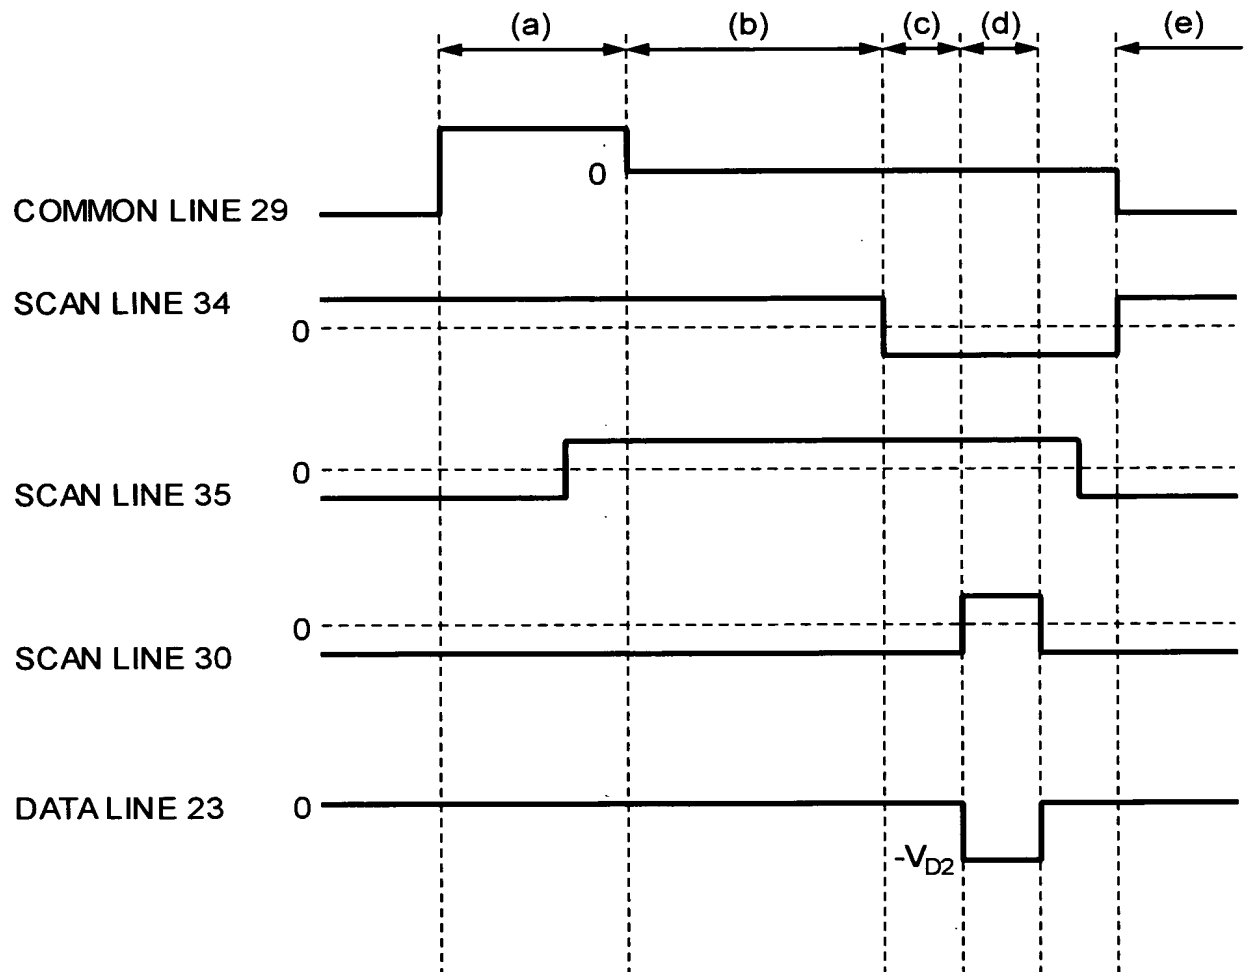 (a) (b) (c) (d) (e)
0
COMMON LINE 29
SCAN LINE 34
0
0
SCAN LINE 35
0
SCAN LINE 30
DATA LINE 23 0
-VD2